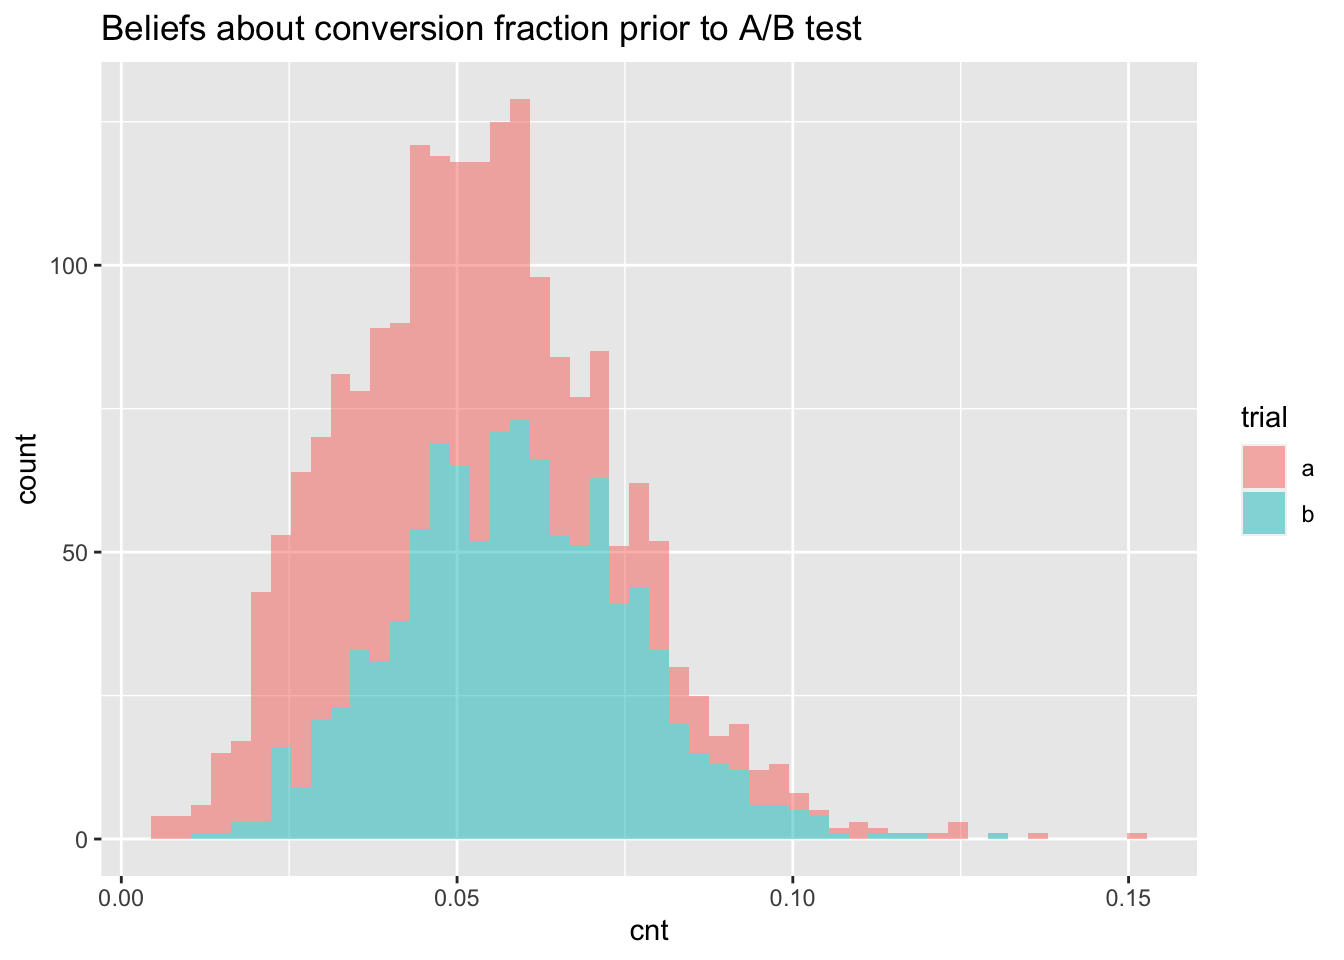 Beliefs about conversion fraction prior to A/B test
100
50
0
count
0.00 0.05 0.10 0.15
cnt
trial
a
b